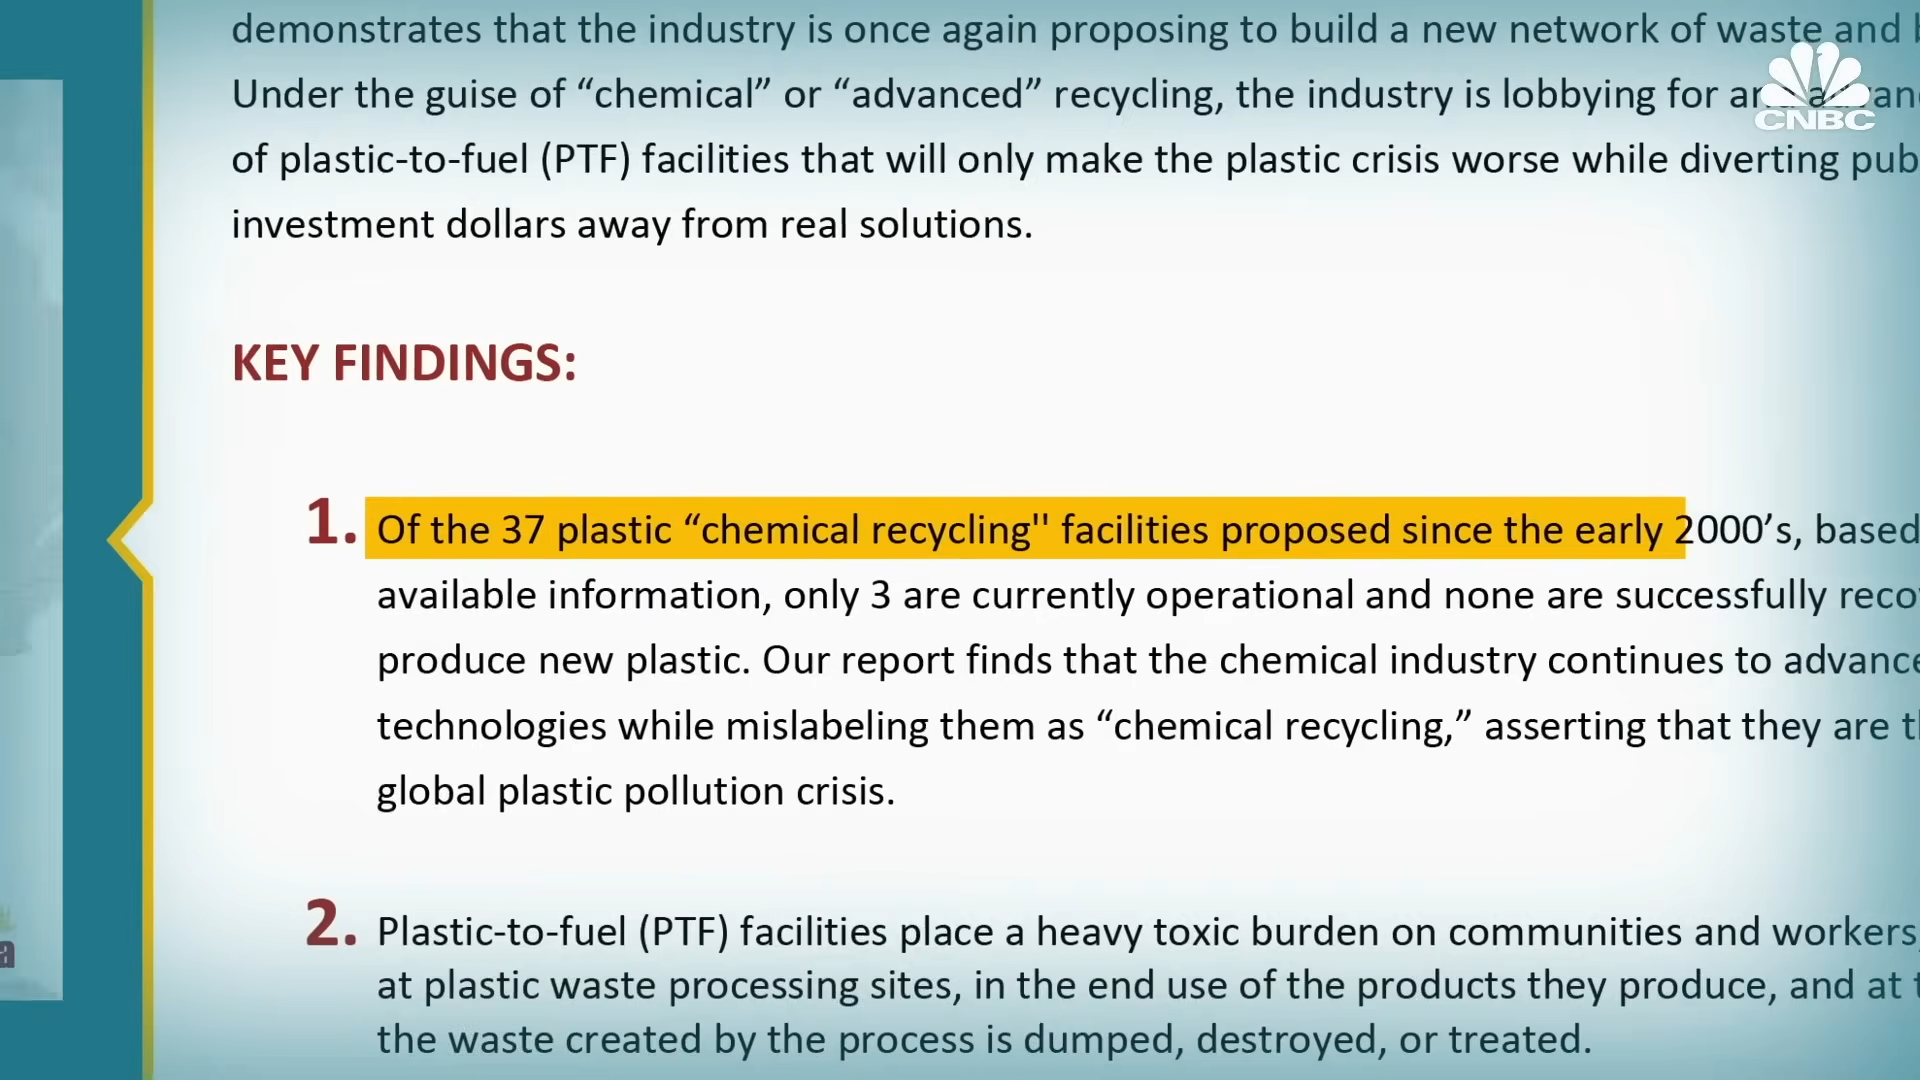 demonstrates that the industry is once again proposing to build a new network of waste and
Under the guise of “chemical” or “advanced” recycling, the industry is lobbying for
CNBC
of plastic-to-fuel (PTF) facilities that will only make the plastic crisis worse while diverting pub
investment dollars away from real solutions.
KEY FINDINGS:
1. Of the 37 plastic “chemical recycling'' facilities proposed since the early 2000’s, based
available information, only 3 are currently operational and none are successfully reco
produce new plastic. Our report finds that the chemical industry continues to advance
technologies while mislabeling them as “chemical recycling,” asserting that they are t
global plastic pollution crisis.
2. Plastic-to-fuel (PTF) facilities place a heavy toxic burden on communities and workers,
at plastic waste processing sites, in the end use of the products they produce, and at t
the waste created by the process is dumped, destroyed, or treated.
a